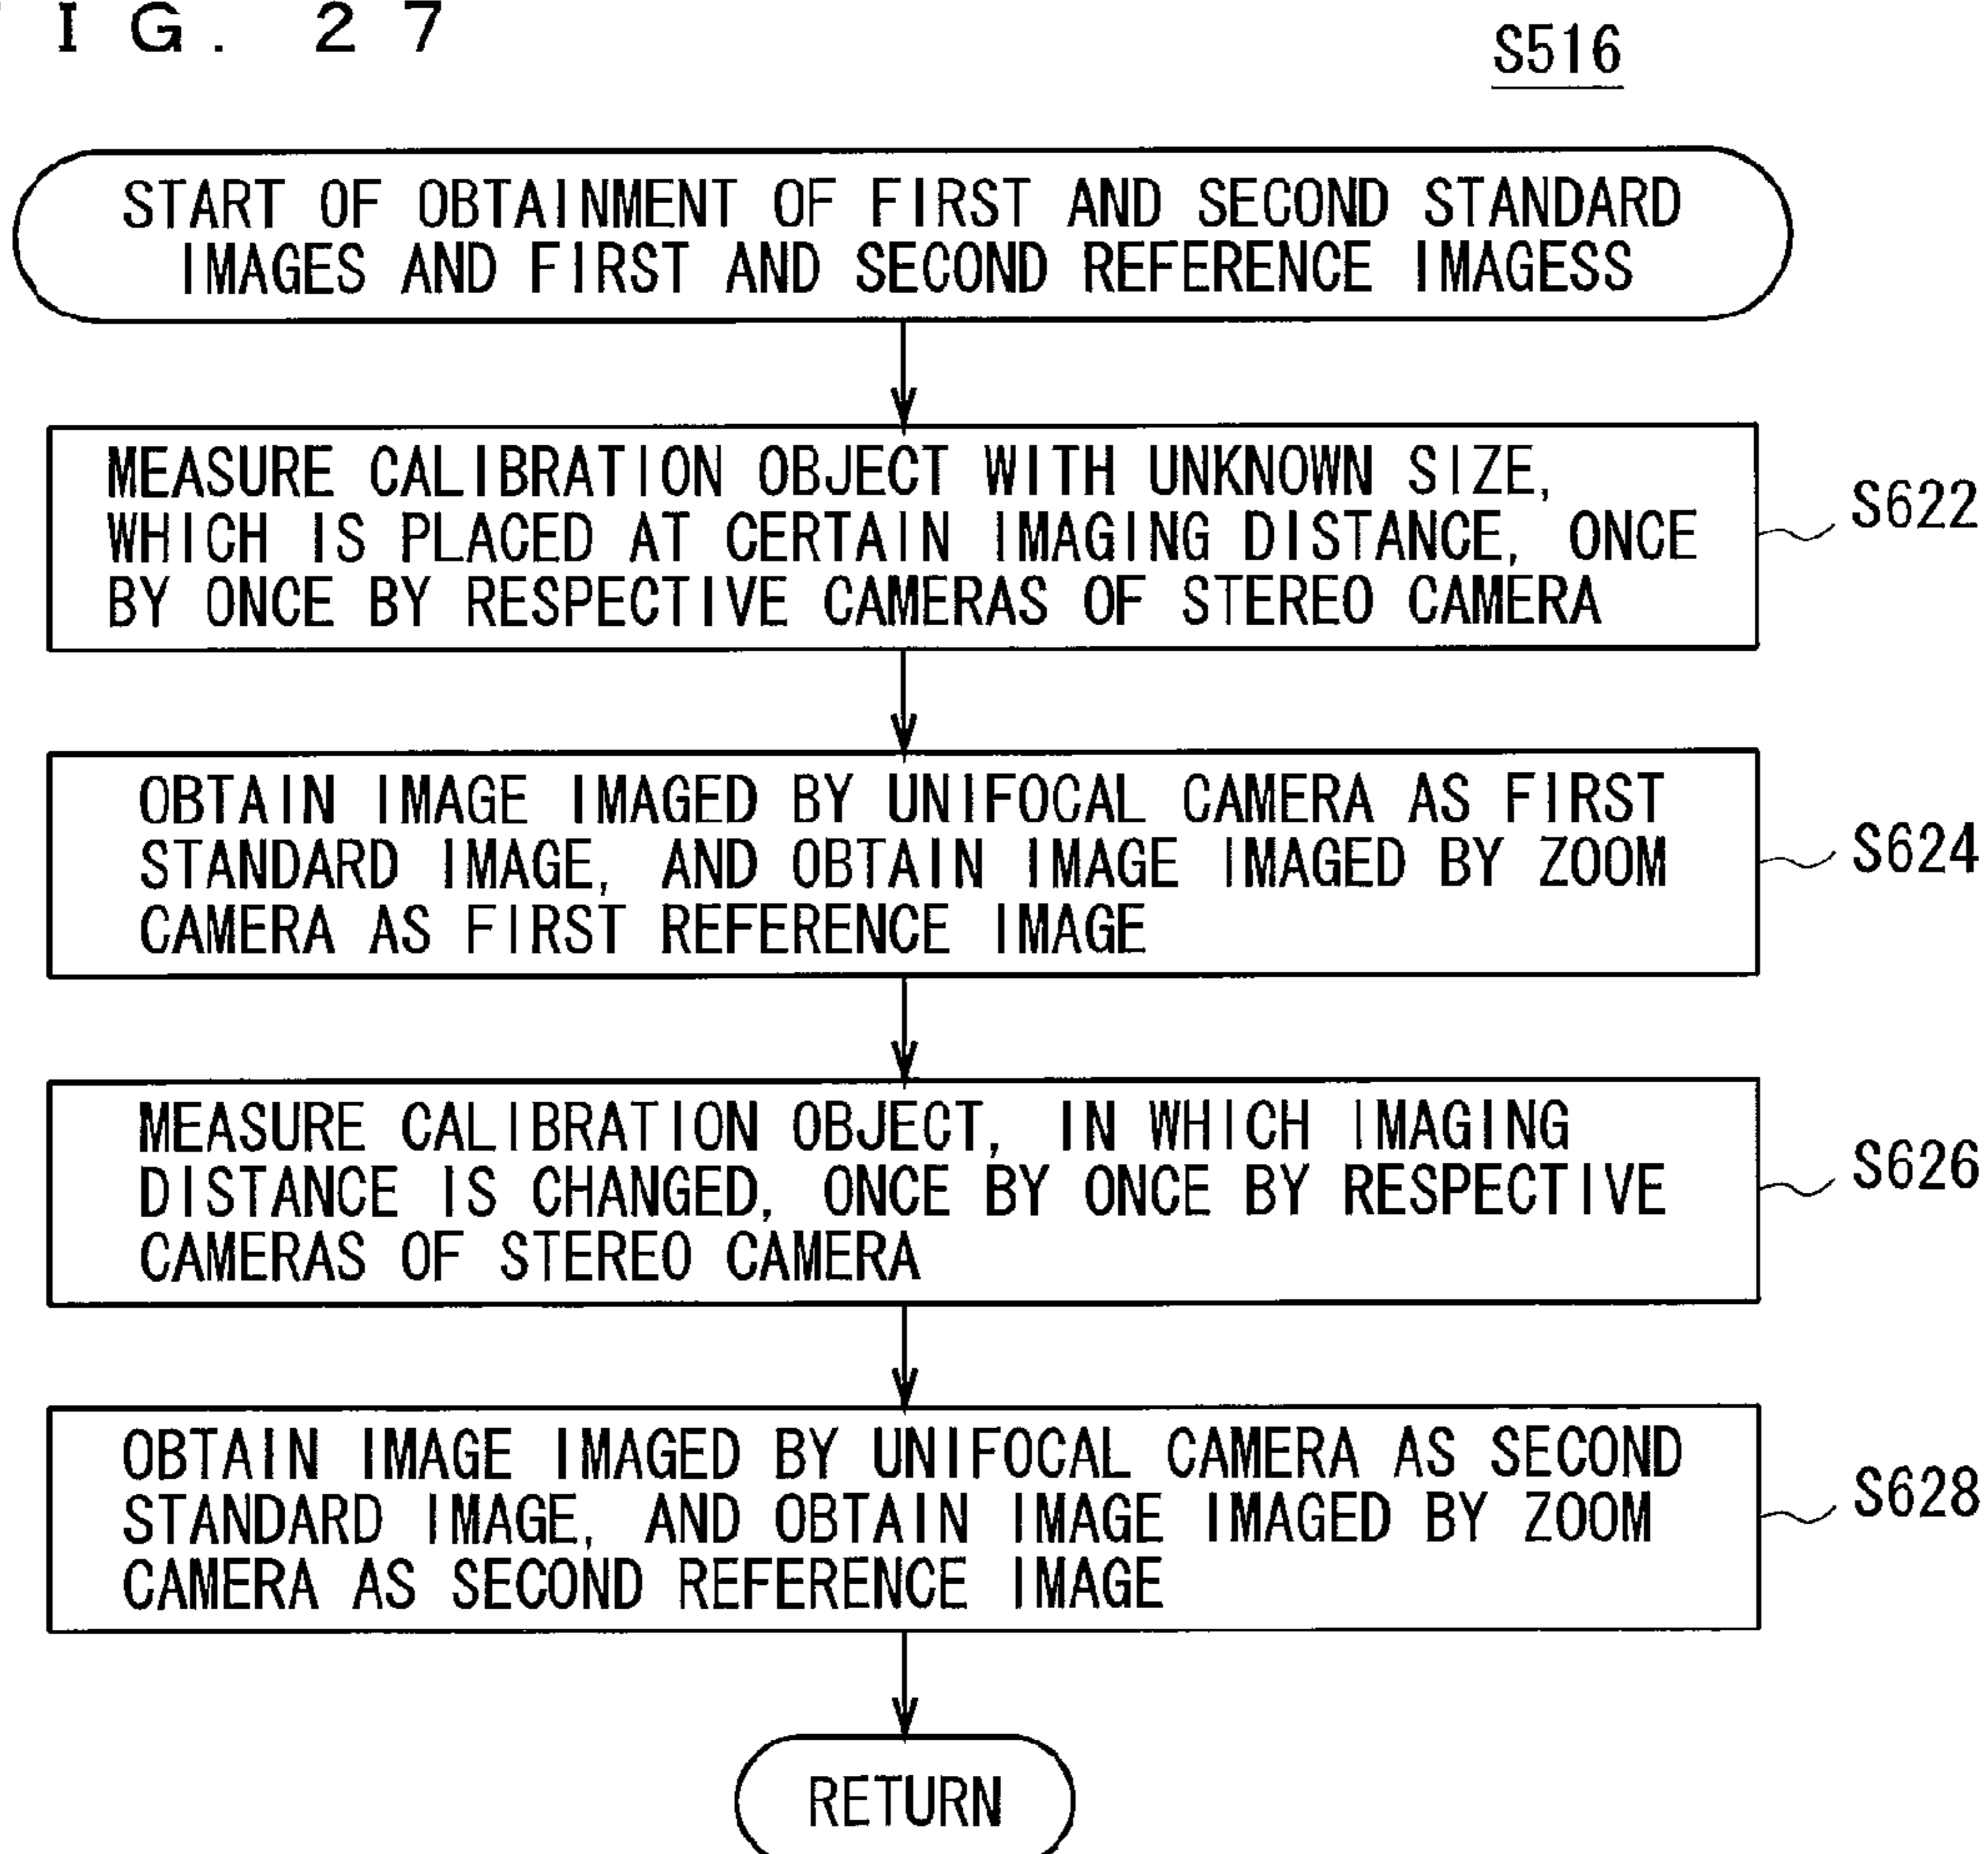 IG. 27
S516
START OF OBTAINMENT OF FIRST AND SECOND STANDARD
IMAGES AND FIRST AND SECOND REFERENCE IMAGESS
MEASURE CALIBRATION OBJECT WITH UNKNOWN SIZE,
WHICH IS PLACED AT CERTAIN IMAGING DISTANCE, ONCE
BY ONCE BY RESPECTIVE CAMERAS OF STEREO CAMERA
S622
OBTAIN IMAGE IMAGED BY UNIFOCAL CAMERA AS FIRST
STANDARD IMAGE, AND OBTAIN IMAGE IMAGED BY ZOOM
CAMERA AS FIRST REFERENCE IMAGE
S624
MEASURE CALIBRATION OBJECT, IN WHICH IMAGING
DISTANCE IS CHANGED, ONCE BY ONCE BY RESPECTIVE
CAMERAS OF STEREO CAMERA
S626
OBTAIN IMAGE IMAGED BY UNIFOCAL CAMERA AS SECOND
STANDARD IMAGE, AND OBTAIN IMAGE IMAGED BY ZOOM
CAMERA AS SECOND REFERENCE IMAGE
S628
RETURN